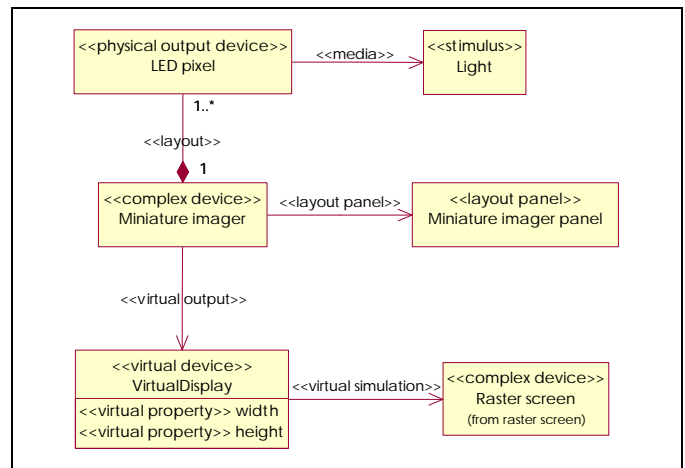 <<physical output device>>
LED pixel
<<media>>
<<stimulus>>
Light
1..*
<<layout>>
1
<<complex device>>
Miniature imager
<<layout panel>>
<<layout panel>>
Miniature imager panel
<<virtual output>>
<<virtual device>>
VirtualDisplay
<<virtual property>> width
<<virtual property>> height
<<virtual simulation>>
<<complex device>>
Raster screen
(from raster screen)